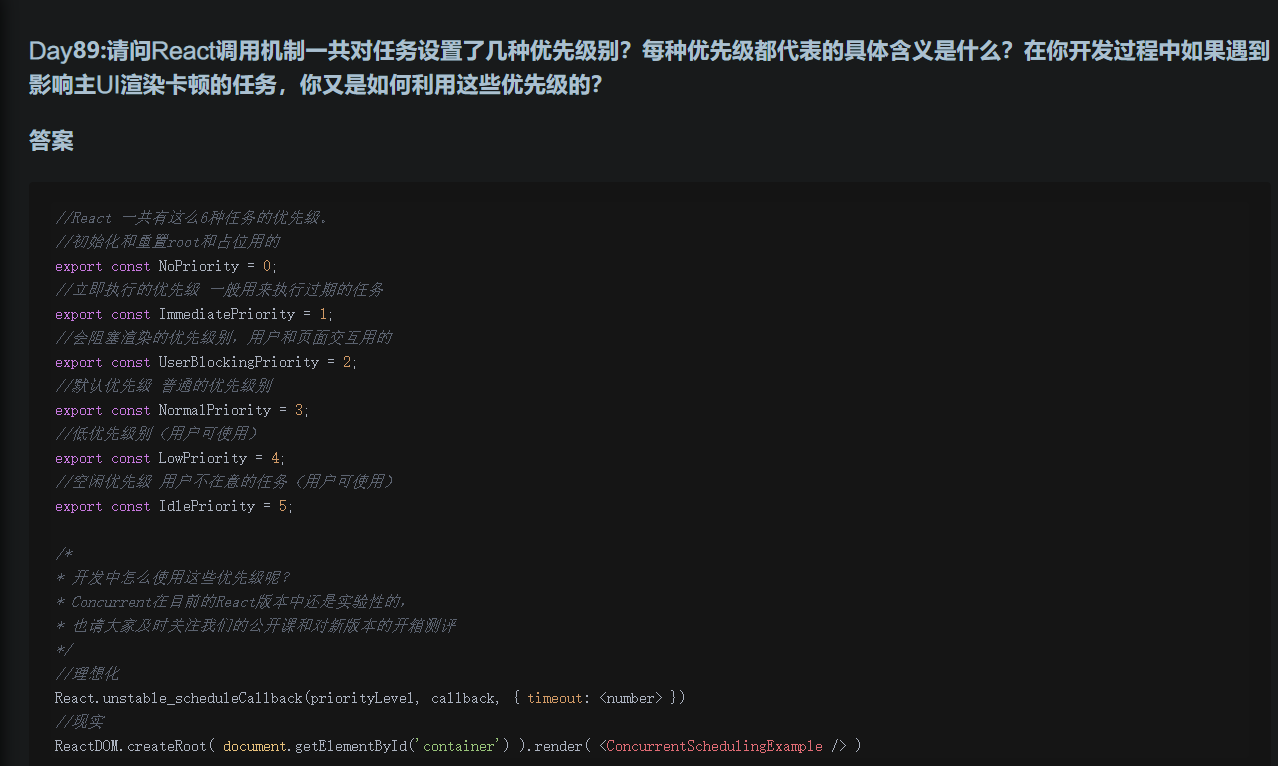 Day89:请问React调用机制一共对任务设置了几种优先级别？每种优先级都代表的具体含义是什么？在你开发过程中如果遇到
影响主UI渲染卡顿的任务，你又是如何利用这些优先级的？
答案
//React 一共有这么6种任务的优先级。
//初始化和重置root和占位用的
export const NoPriority = 0;
//立即执行的优先级 一般用来执行过期的任务
export const ImmediatePriority = 1;
//会阻塞渲染的优先级别，用户和页面交互用的
export const UserBlockingPriority = 2;
//默认优先级 普通的优先级别
export const NormalPriority = 3;
//低优先级别（用户可使用）
export const LowPriority = 4;
//空闲优先级 用户不在意的任务（用户可使用）
export const IdlePriority = 5;
/*
* 开发中怎么使用这些优先级呢？
* Concurrent在目前的React版本中还是实验性的，
* 也请大家及时关注我们的公开课和对新版本的开箱测评
*/
//理想化
React.unstable_scheduleCallback(priorityLevel, callback, { timeout: <number> })
//现实
ReactDOM.createRoot( document.getElementById('container') ).render( <ConcurrentSchedulingExample /> )